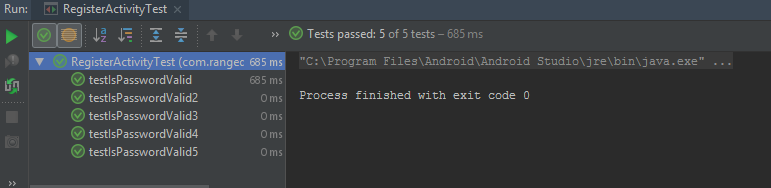 Run: RegisterActivityTest
Tests passed: 5 of 5 tests – 685 ms
RegisterActivityTest (com.rangec 685 ms
testIsPasswordValid 685 ms
testIsPasswordValid2 0 ms
testIsPasswordValid3 0 ms
testIsPasswordValid4 0 ms
testIsPasswordValid5 0 ms
"C:\Program Files\Android\Android Studio\jre\bin\java.exe" ...
Process finished with exit code 0